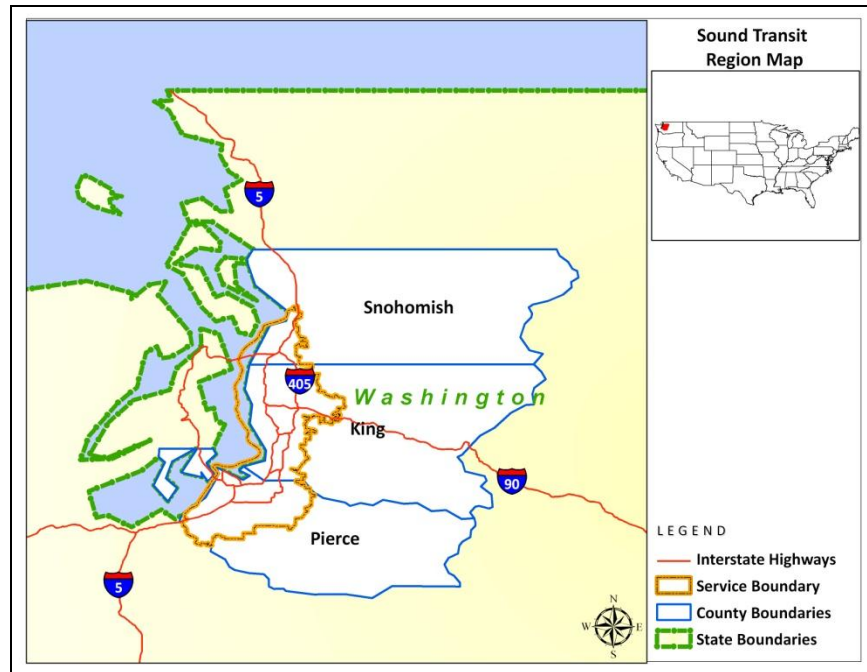 Sound Transit
Region Map
5
Snohomish
405
Washington
King
90
Pierce
5
N
W E
S
LEGEND
Interstate Highways
Service Boundary
County Boundaries
State Boundaries